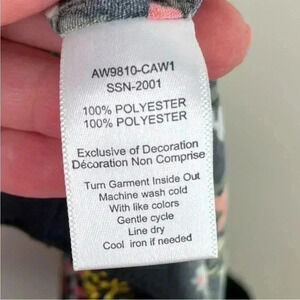 AW9810-CAW1
SSN-2001
100% POLYESTER
100% POLYESTER
Exclusive of Decoration
Décoration Non Comprise
Turn Garment Inside Out
Machine wash cold
With like colors
Gentle cycle
Line dry
Cool iron if needed